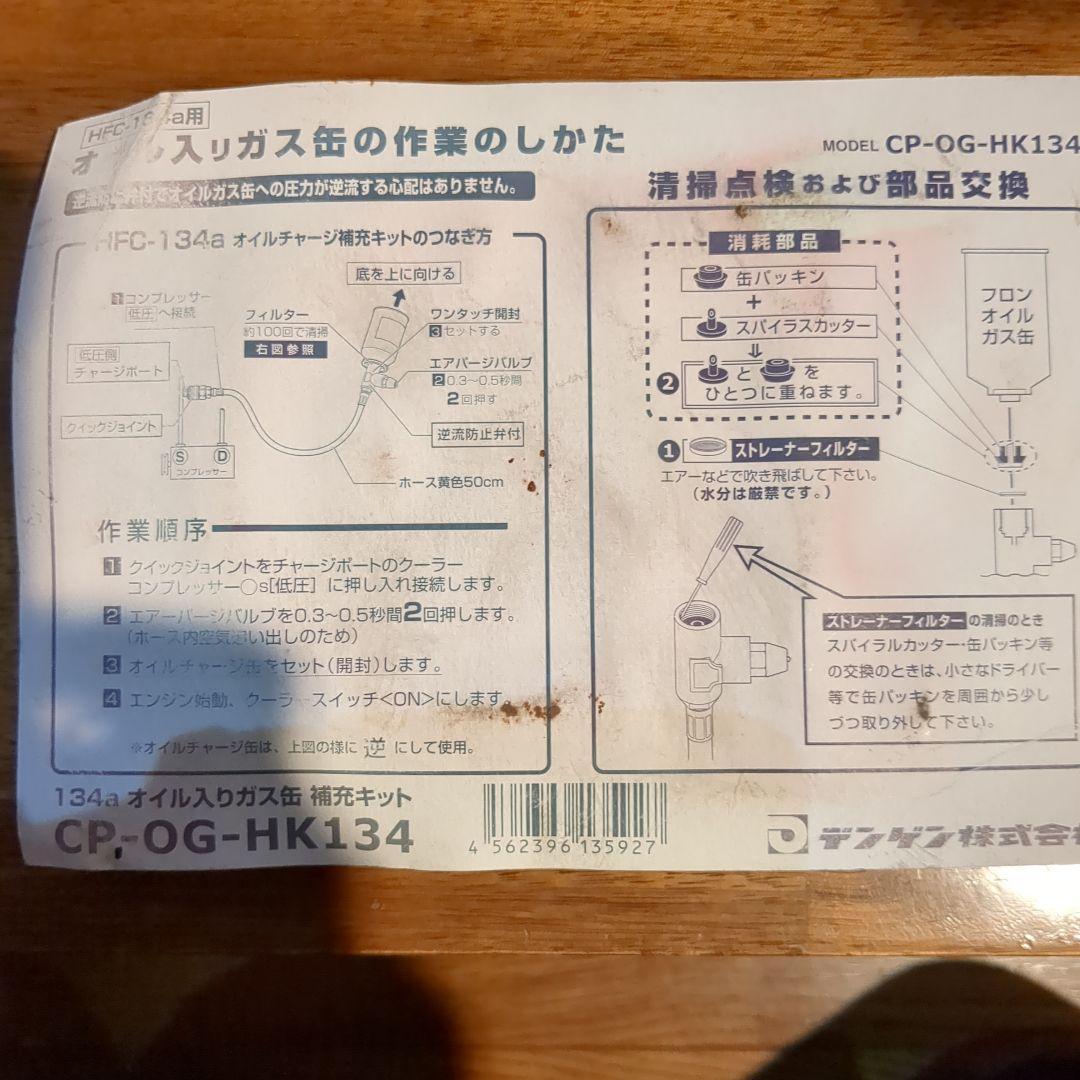 HFC-134a用
オイル入りガス缶の作業のしかた
MODEL CP-OG-HK134
逆流防止弁付でオイルガス缶への圧力が逆流する心配はありません。
HFC-134a オイルチャージ補充キットのつなぎ方
底を上に向ける
1 コンプレッサー
低圧 へ接続
フィルター
約100回で清掃
右図参照
ワンタッチ開封
3 セットする
低圧側
チャージポート
エアパージバルブ
2 0.3〜0.5秒間
2回押す
クイックジョイント
逆流防止弁付
S D
コンプレッサー
ホース黄色50cm
作業順序
1 クイックジョイントをチャージポートのクーラー
コンプレッサー○s[低圧] に押し入れ接続します。
2 エアーパージバルブを0.3〜0.5秒間2回押します。
(ホース内空気追い出しのため)
3 オイルチャージ缶をセット(開封)します。
4 エンジン始動、クーラースイッチ<ON>にします。
※オイルチャージ缶は、上図の様に 逆 にして使用。
清掃点検および部品交換
消耗部品
缶パッキン
+
スパイラスカッター
2 と を
ひとつに重ねます。
フロン
オイル
ガス缶
1 ストレーナーフィルター
エアーなどで吹き飛ばして下さい。
(水分は厳禁です。)
ストレーナーフィルター の清掃のとき
スパイラルカッター・缶パッキン等
の交換のときは、小さなドライバー
等で缶パッキンを周囲から少し
づつ取り外して下さい。
134a オイル入りガス缶 補充キット
CP-OG-HK134
4 562396 135927
デンゲン株式会